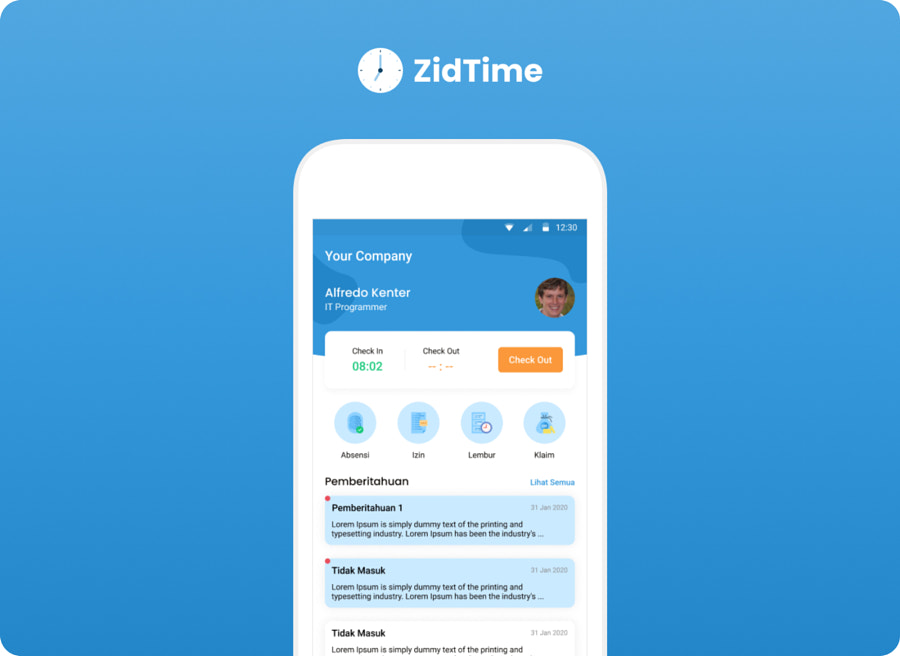 ZidTime
12:30
Your Company
Alfredo Kenter
IT Programmer
Check In
08:02
Check Out
-- : --
Check Out
Absensi
Izin
Lembur
Klaim
Pemberitahuan
Lihat Semua
Pemberitahuan 1
31 Jan 2020
Lorem Ipsum is simply dummy text of the printing and
typesetting industry. Lorem Ipsum has been the industry's ...
Tidak Masuk
31 Jan 2020
Lorem Ipsum is simply dummy text of the printing and
typesetting industry. Lorem Ipsum has been the industry's ...
Tidak Masuk
31 Jan 2020
Lorem Ipsum is simply dummy text of the printing and